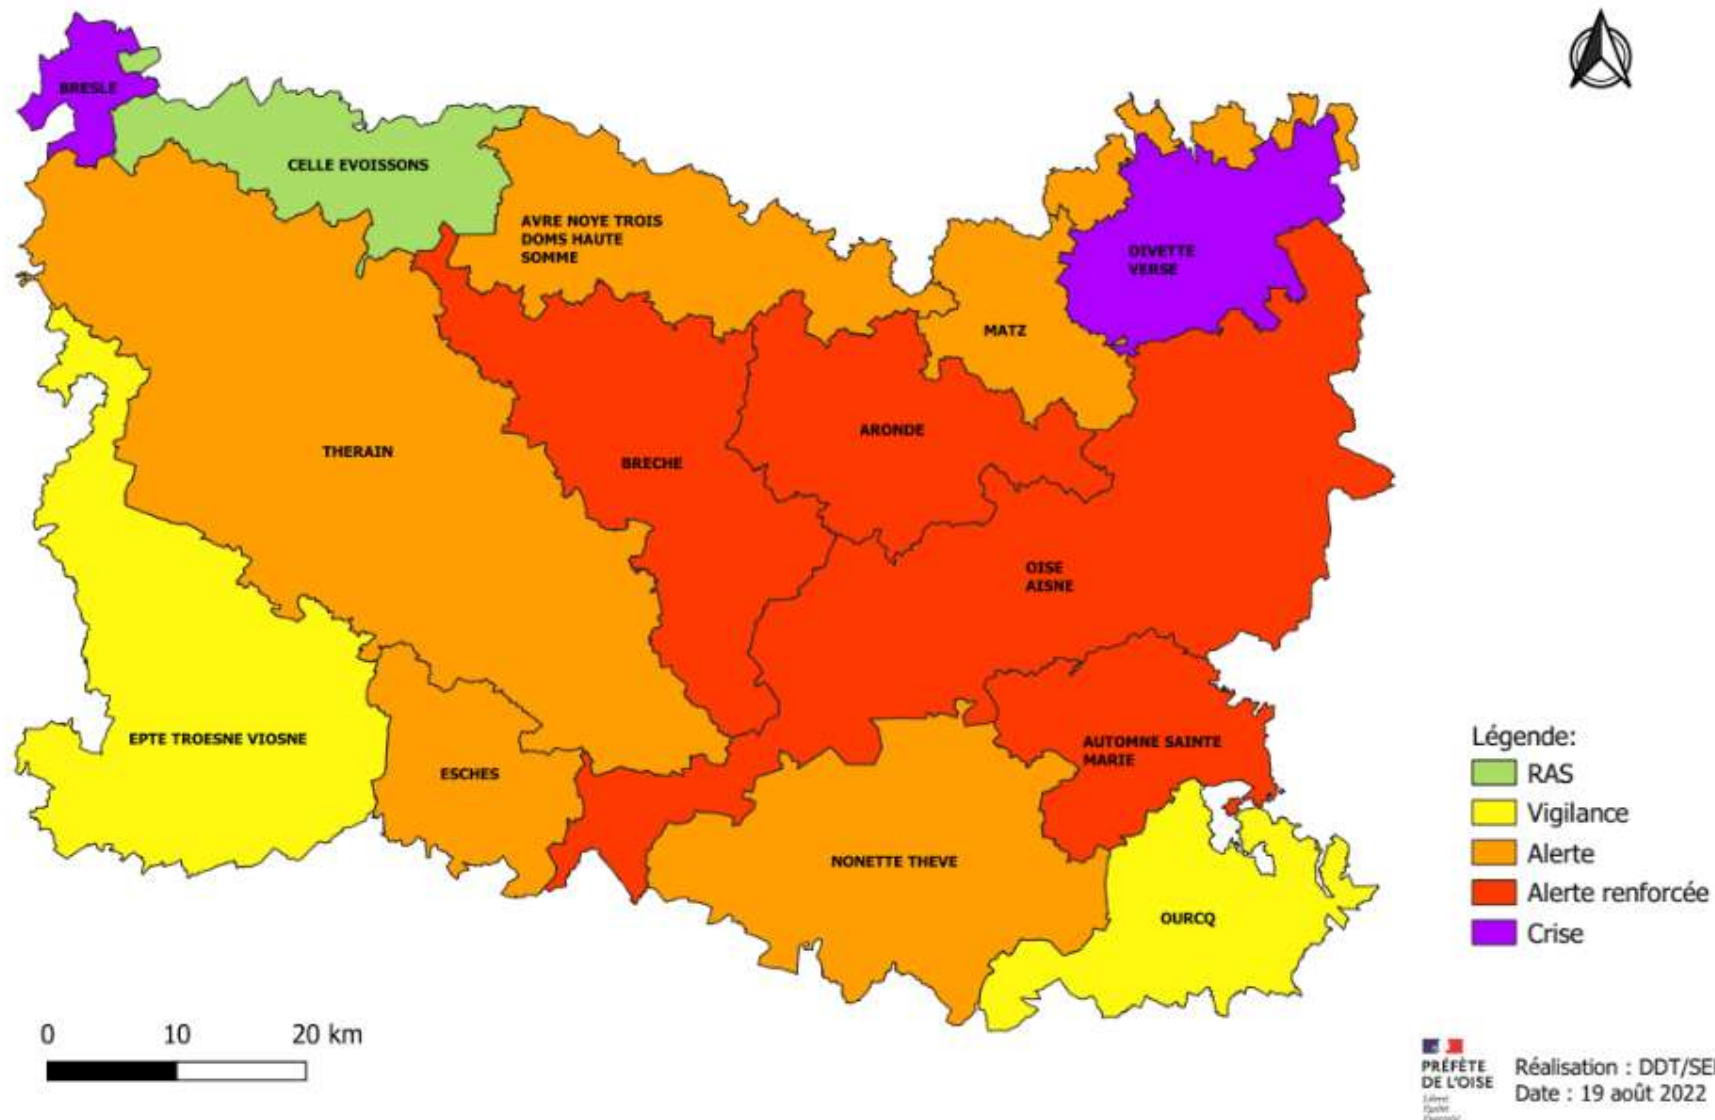 BRESLE
CELLE EVOISSONS
AVRE NOYE TROIS
DOMS HAUTE
SOMME
DIVETTE
VERSE
MATZ
THERAIN
BRECHE
ARONDE
OISE
AISNE
EPTE TROESNE VIOSNE
ESCHES
AUTOMNE SAINTE
MARIE
NONETTE THEVE
OURCQ
Légende:
RAS
Vigilance
Alerte
Alerte renforcée
Crise
0 10 20 km
PRÉFÈTE
DE L'OISE
Réalisation : DDT/SE
Date : 19 août 2022